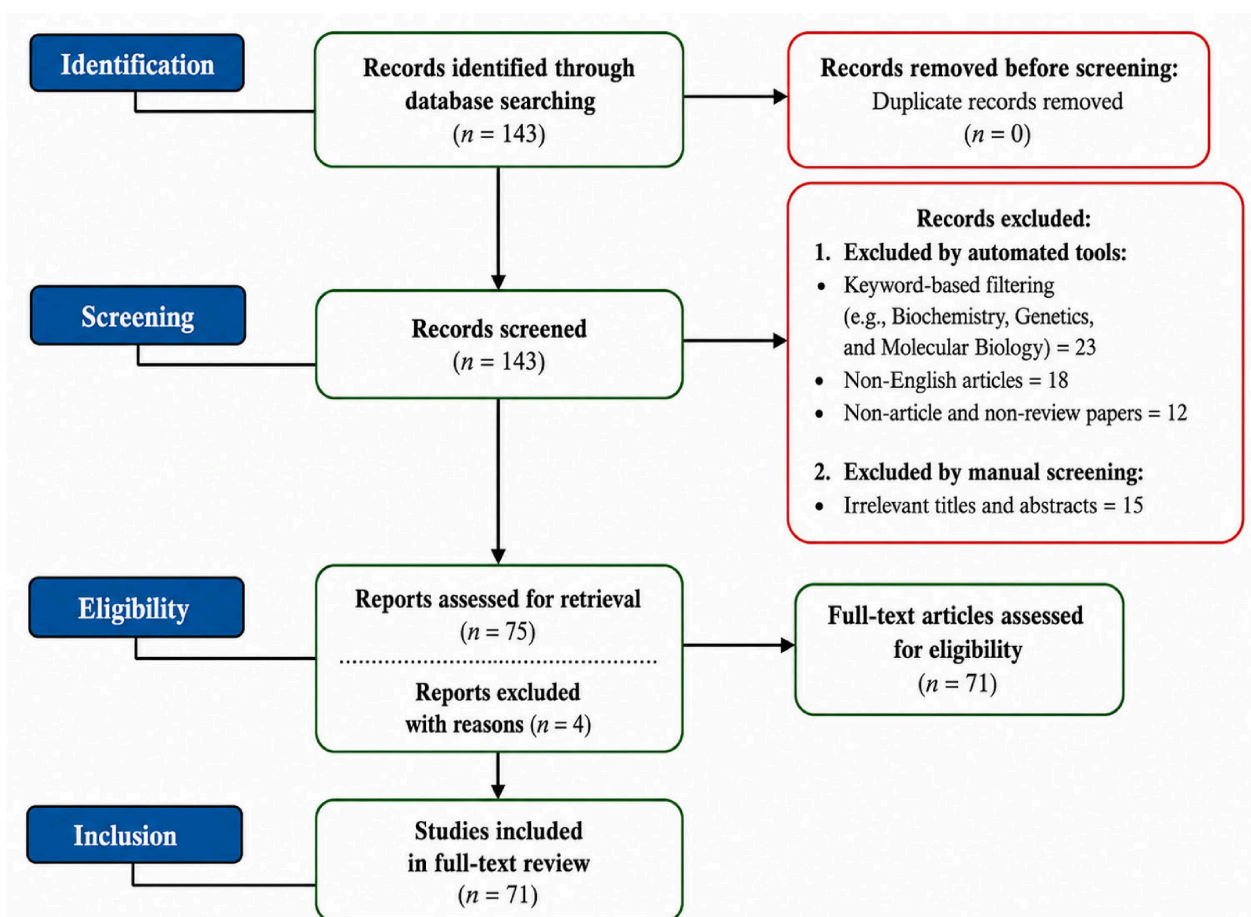 Identification
Records identified through
database searching
(n = 143)
Records removed before screening:
Duplicate records removed
(n = 0)
Screening
Records screened
(n = 143)
Records excluded:
1. Excluded by automated tools:
• Keyword-based filtering
(e.g., Biochemistry, Genetics,
and Molecular Biology) = 23
• Non-English articles = 18
• Non-article and non-review papers = 12
2. Excluded by manual screening:
• Irrelevant titles and abstracts = 15
Eligibility
Reports assessed for retrieval
(n = 75)
Reports excluded
with reasons (n = 4)
Full-text articles assessed
for eligibility
(n = 71)
Inclusion
Studies included
in full-text review
(n = 71)